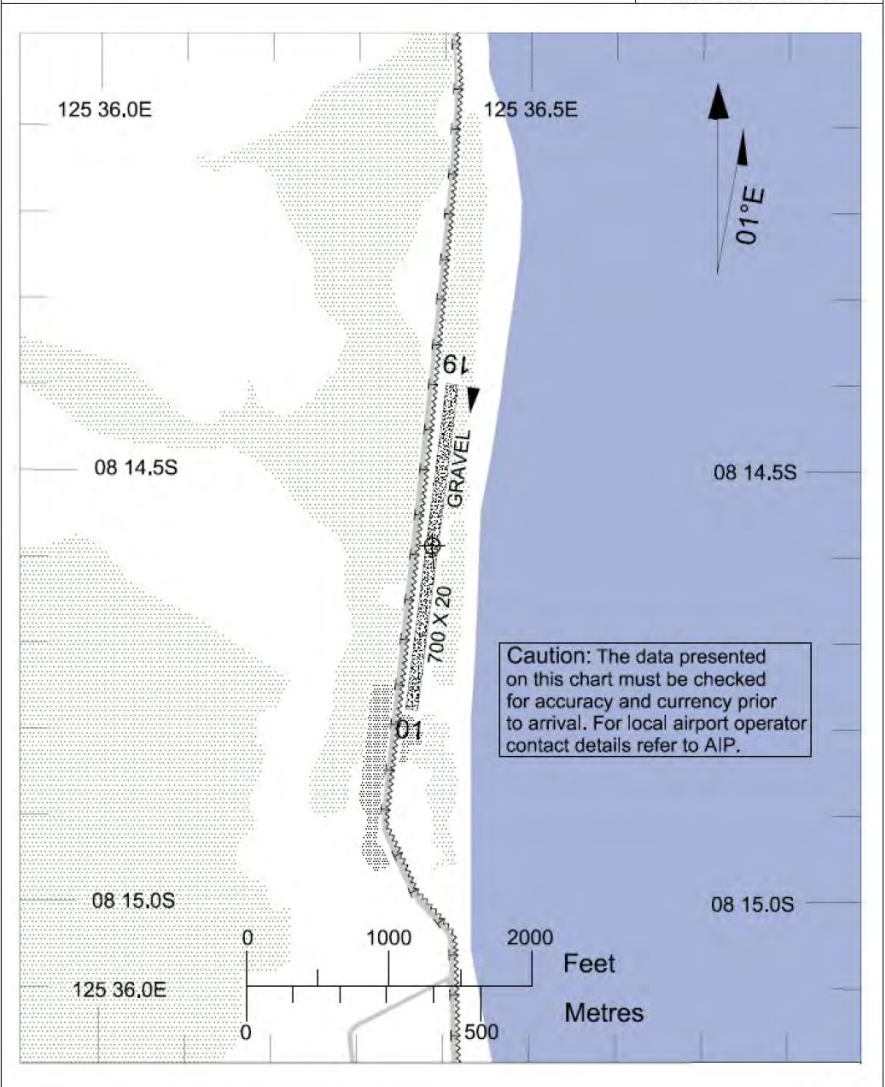 125 36.0E
125 36.5E
01°E
19
08 14.5S
GRAVEL
08 14.5S
700 X 20
Caution: The data presented
on this chart must be checked
for accuracy and currency prior
to arrival. For local airport operator
contact details refer to AIP.
01
08 15.0S
08 15.0S
0 1000 2000
Feet
125 36.0E
Metres
0 500